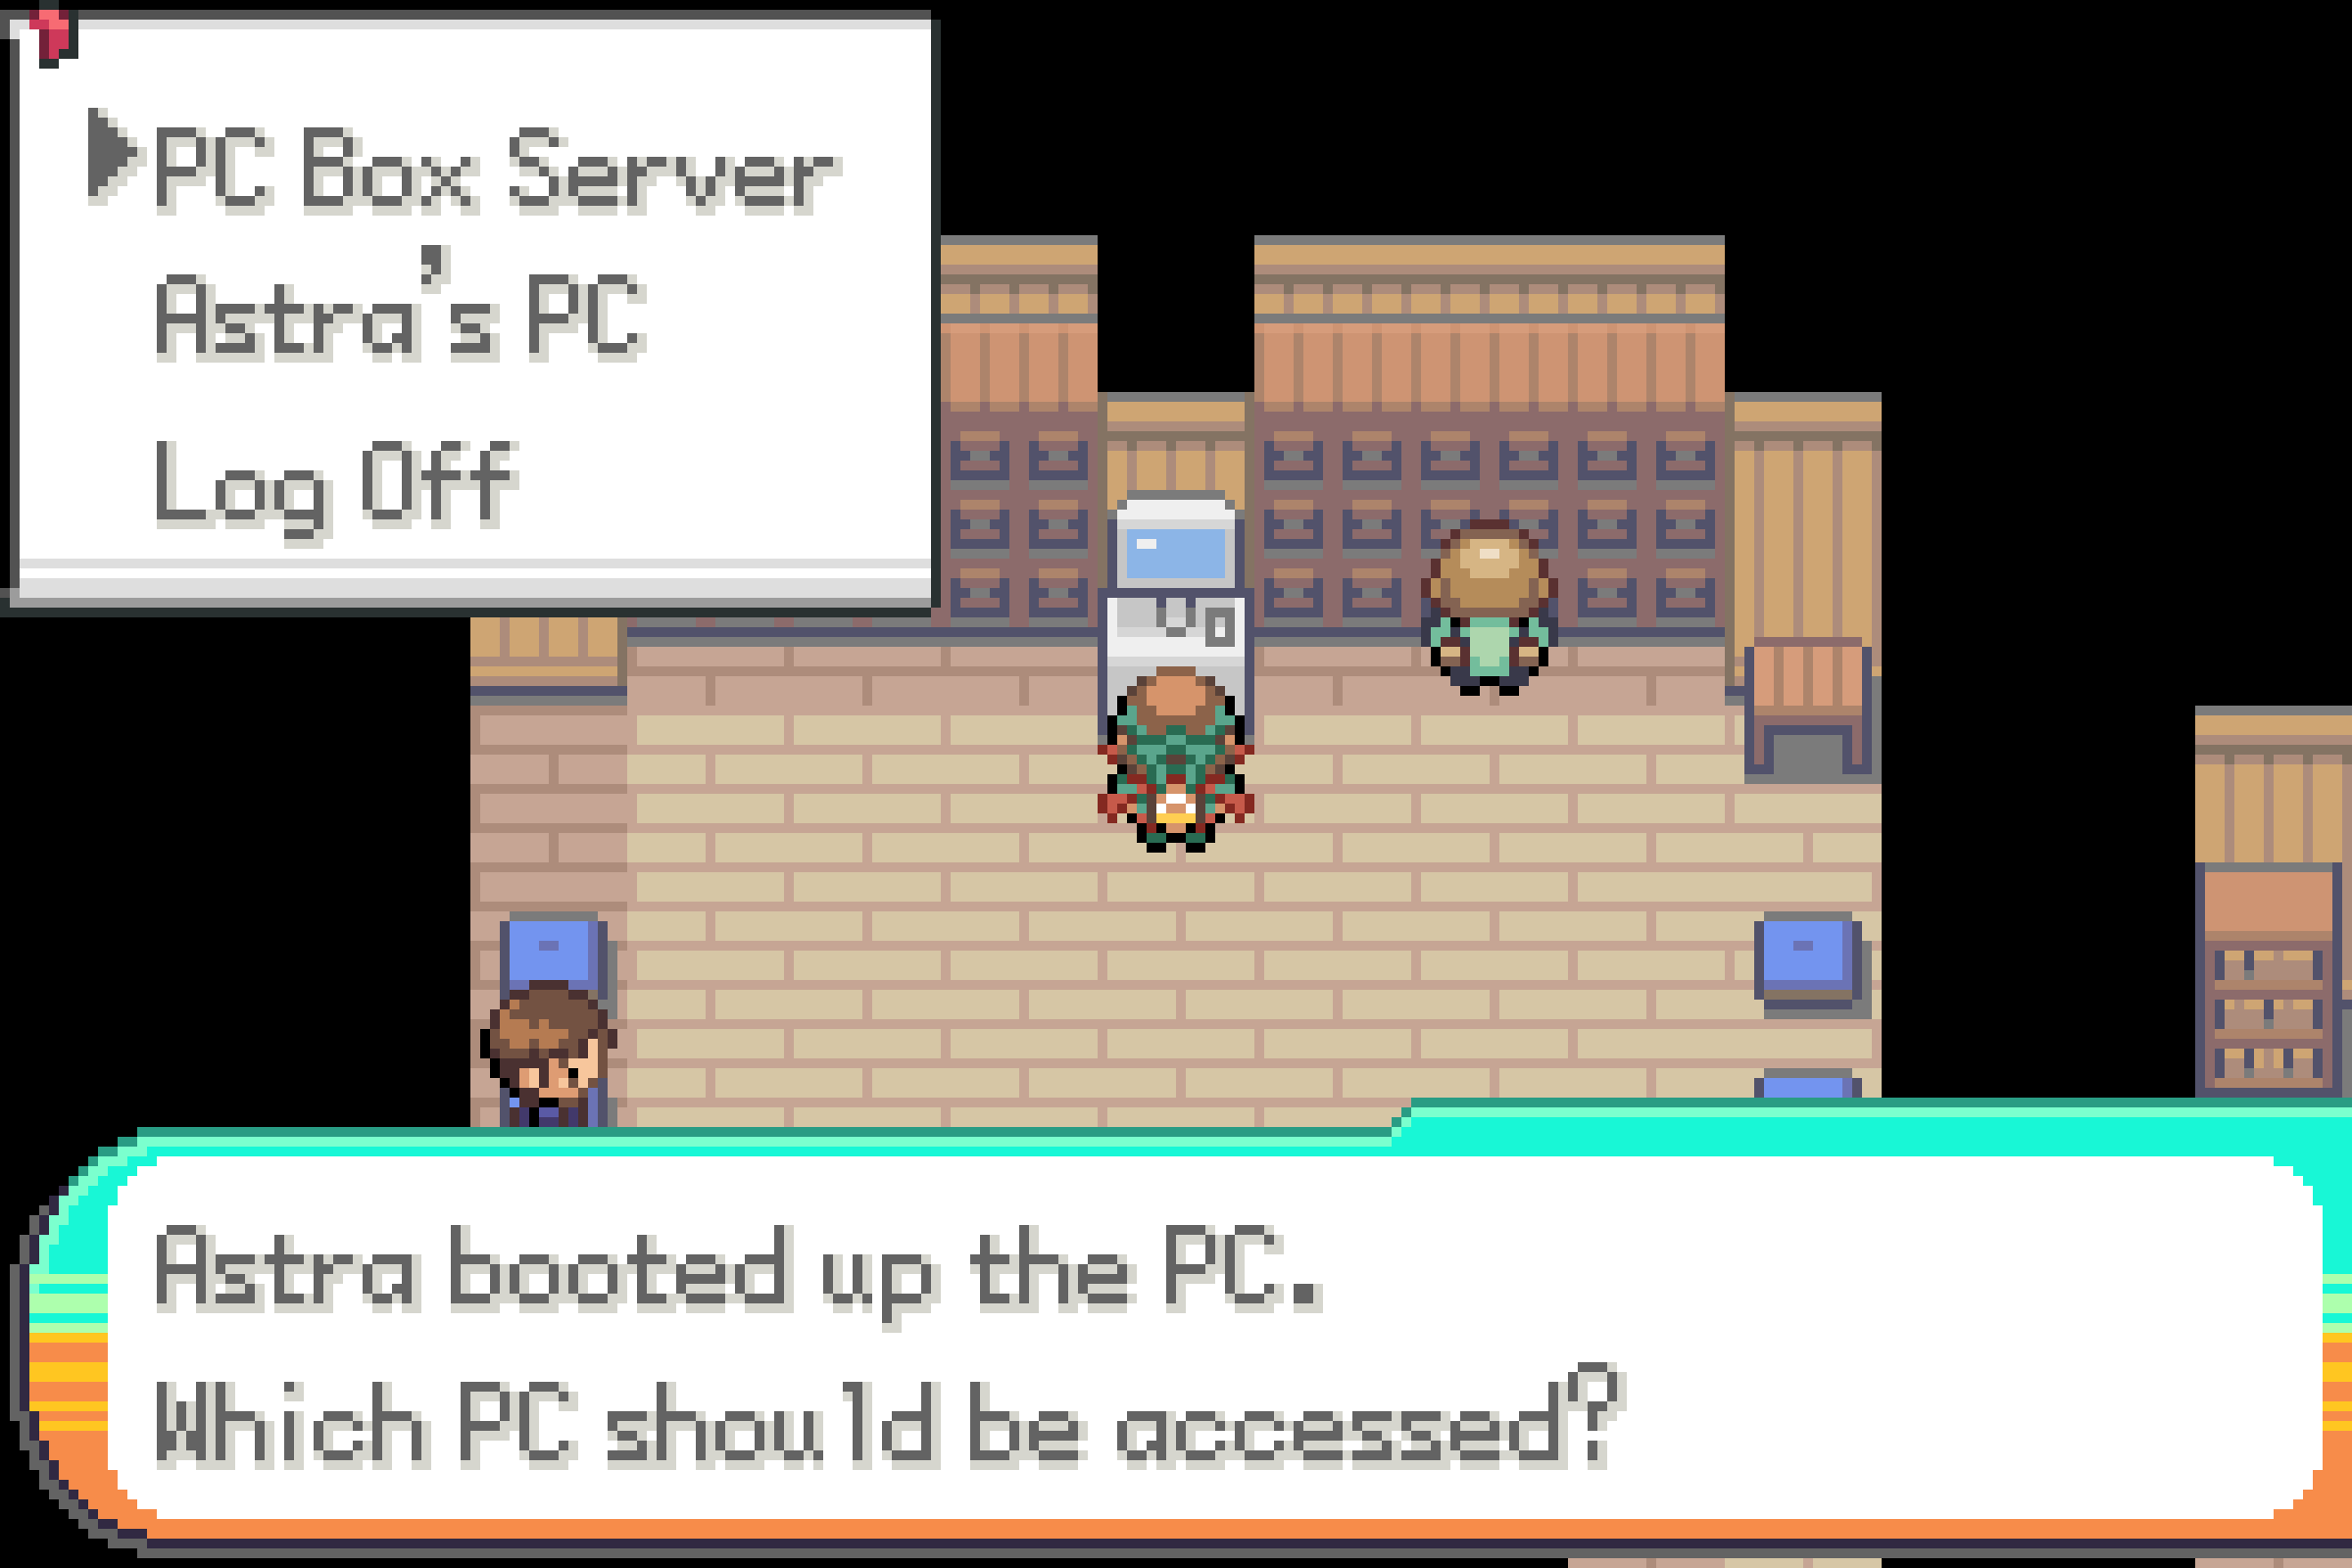 PC Box Server
Astra's PC
Log Off
Astra booted up the PC.
Which PC should be accessed?